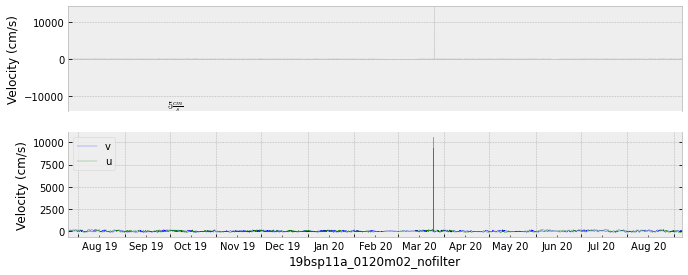 10000
0
−10000
Velocity (cm/s)
5 cm/s
10000
7500
5000
2500
0
Velocity (cm/s)
v
u
Aug 19 Sep 19 Oct 19 Nov 19 Dec 19 Jan 20 Feb 20 Mar 20 Apr 20 May 20 Jun 20 Jul 20 Aug 20
19bsp11a_0120m02_nofilter